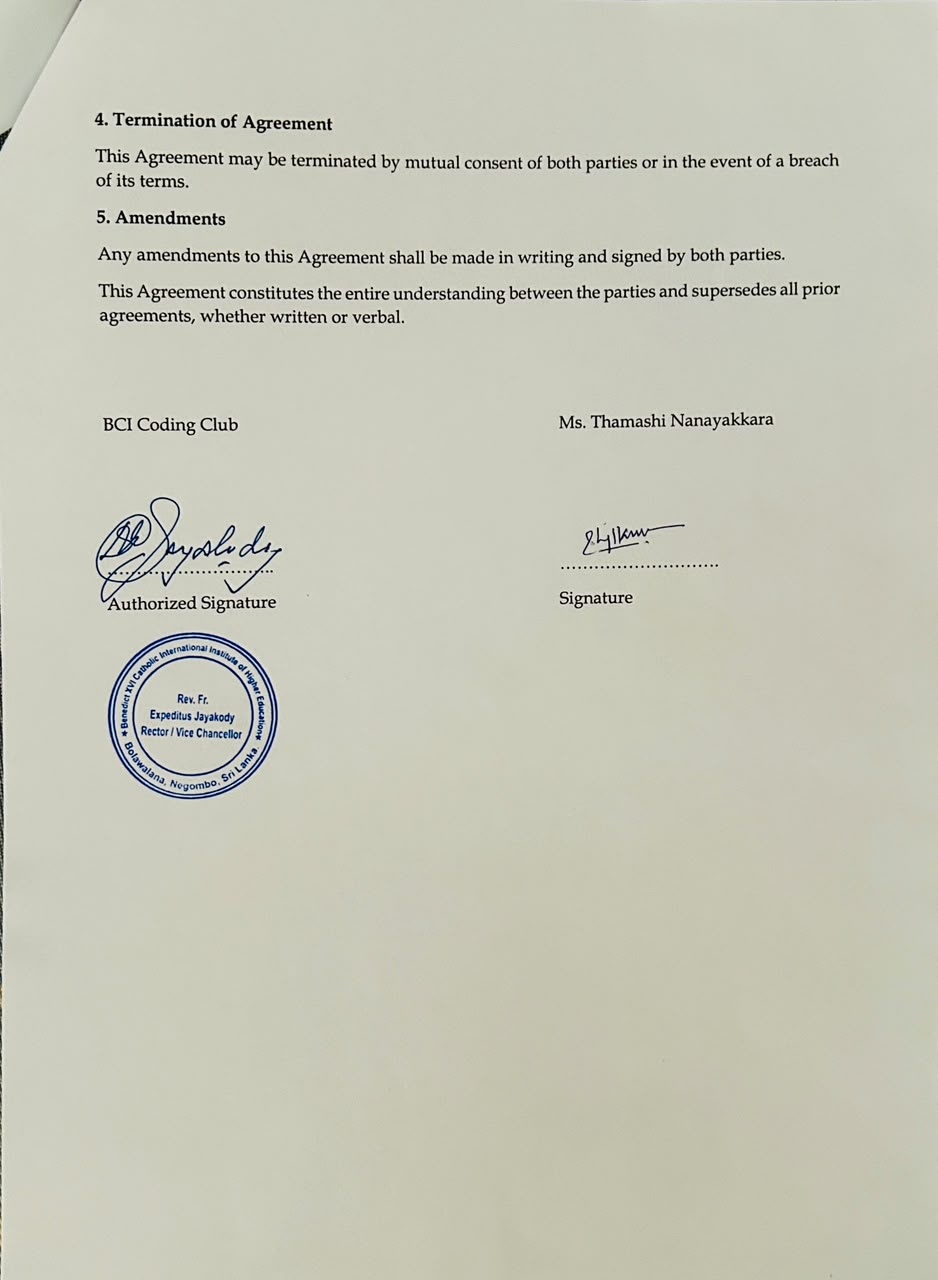 4. Termination of Agreement
This Agreement may be terminated by mutual consent of both parties or in the event of a breach
of its terms.
5. Amendments
Any amendments to this Agreement shall be made in writing and signed by both parties.
This Agreement constitutes the entire understanding between the parties and supersedes all prior
agreements, whether written or verbal.
BCI Coding Club
Ms. Thamashi Nanayakkara
Jayakody
Authorized Signature
Signature
★ Benedict XVI Catholic International Institute of Higher Education ★
Rev. Fr.
Expeditus Jayakody
Rector / Vice Chancellor
Bolawalana, Negombo, Sri Lanka.